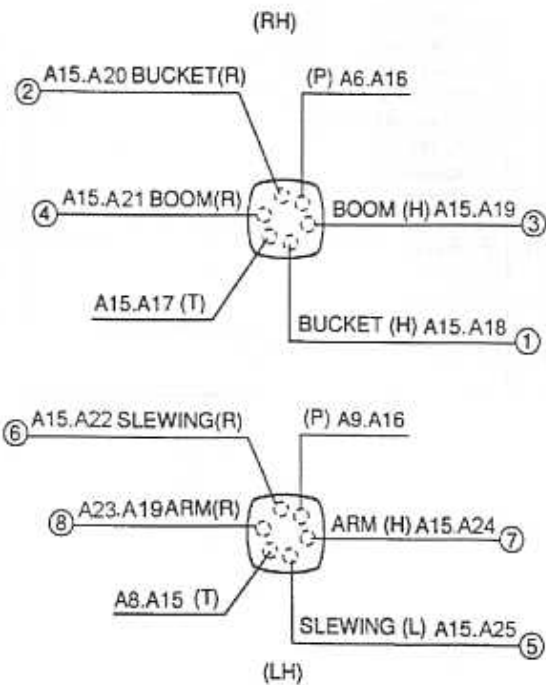 (RH)
A15.A20 BUCKET(R)
(P) A6.A16
②
A15.A21 BOOM(R)
④
BOOM (H) A15.A19
③
A15.A17 (T)
BUCKET (H) A15.A18
①
A15.A22 SLEWING(R)
(P) A9.A16
⑥
A23.A19 ARM(R)
⑧
ARM (H) A15.A24
⑦
A8.A15 (T)
SLEWING (L) A15.A25
⑤
(LH)